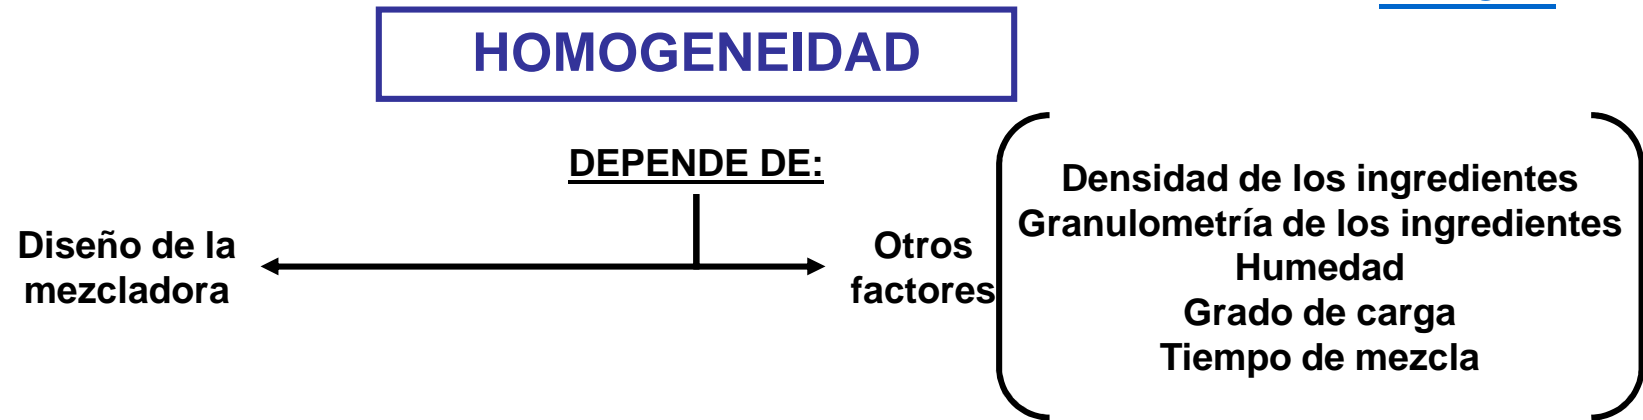 HOMOGENEIDAD
DEPENDE DE:
Diseño de la
mezcladora
Otros
factores
Densidad de los ingredientes
Granulometría de los ingredientes
Humedad
Grado de carga
Tiempo de mezcla